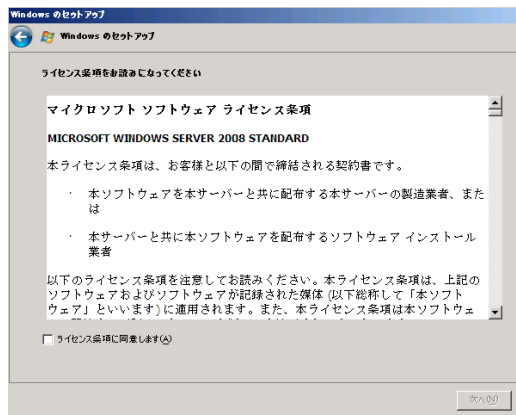 Windows のセットアップ
Windows のセットアップ
ライセンス条項をお読みになってください
マイクロソフト ソフトウェア ライセンス条項
MICROSOFT WINDOWS SERVER 2008 STANDARD
本ライセンス条項は、お客様と以下の間で締結される契約書です。
· 本ソフトウェアを本サーバーと共に配布する本サーバーの製造業者、また
は
· 本サーバーと共に本ソフトウェアを配布するソフトウェア インストール
業者
以下のライセンス条項を注意してお読みください。本ライセンス条項は、上記の
ソフトウェアおよびソフトウェアが記録された媒体 (以下総称して「本ソフト
ウェア」といいます) に適用されます。また、本ライセンス条項は本ソフトウェ
ライセンス条項に同意します(A)
次へ(N)